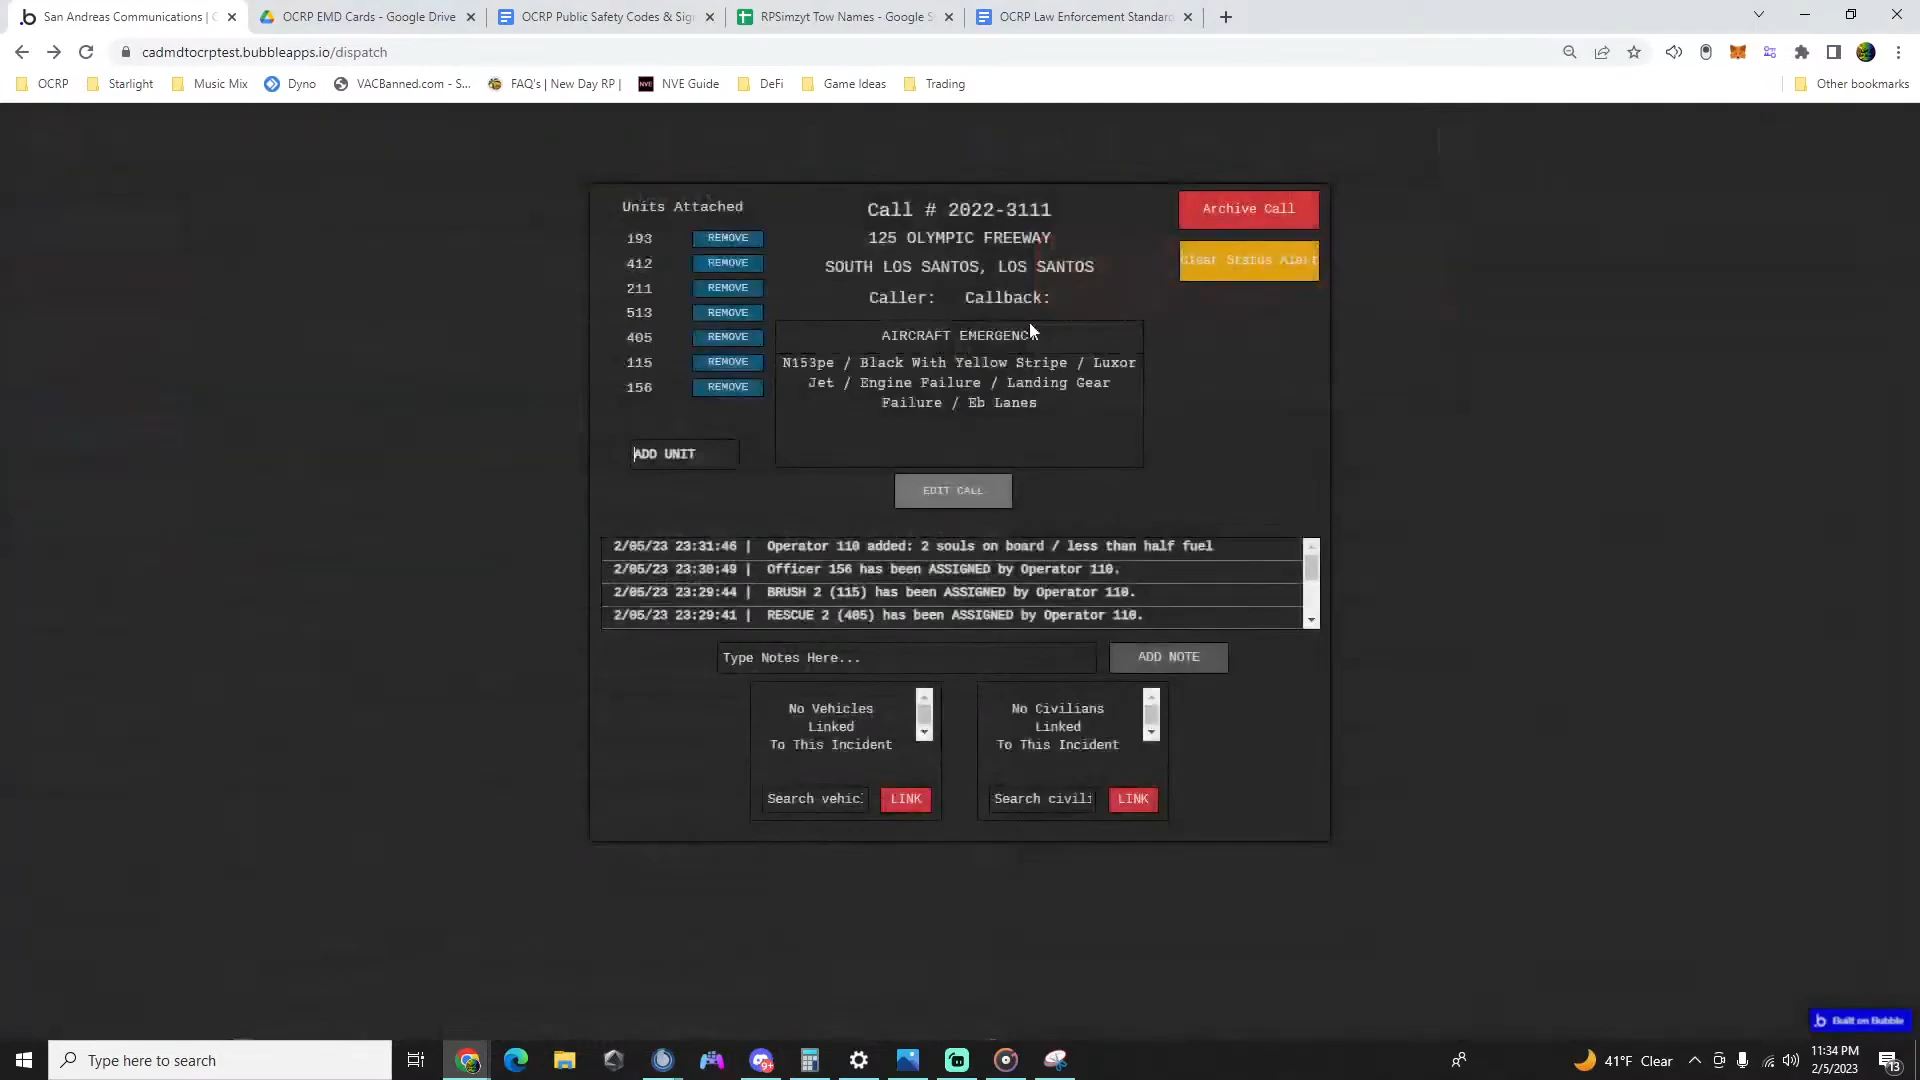 San Andreas Communications | C
OCRP EMD Cards - Google Drive
OCRP Public Safety Codes & Sig
RPSimzyt Tow Names - Google S
OCRP Law Enforcement Standard
cadmdtocrptest.bubbleapps.io/dispatch
OCRP
Starlight
Music Mix
Dyno
VACBanned.com - S...
FAQ's | New Day RP |
NVE
NVE Guide
DeFi
Game Ideas
Trading
Other bookmarks
Units Attached
193 REMOVE
412 REMOVE
211 REMOVE
513 REMOVE
405 REMOVE
115 REMOVE
156 REMOVE
ADD UNIT
Call # 2022-3111
125 OLYMPIC FREEWAY
SOUTH LOS SANTOS, LOS SANTOS
Caller: Callback:
AIRCRAFT EMERGENC
N153pe / Black With Yellow Stripe / Luxor
Jet / Engine Failure / Landing Gear
Failure / Eb Lanes
EDIT CALL
Archive Call
Clear Status Alert
2/05/23 23:31:46 | Operator 110 added: 2 souls on board / less than half fuel
2/05/23 23:30:49 | Officer 156 has been ASSIGNED by Operator 110.
2/05/23 23:29:44 | BRUSH 2 (115) has been ASSIGNED by Operator 110.
2/05/23 23:29:41 | RESCUE 2 (405) has been ASSIGNED by Operator 110.
Type Notes Here...
ADD NOTE
No Vehicles
Linked
To This Incident
Search vehic
LINK
No Civilians
Linked
To This Incident
Search civili
LINK
Built on Bubble
Type here to search
9+
41°F Clear
11:34 PM
2/5/2023
13